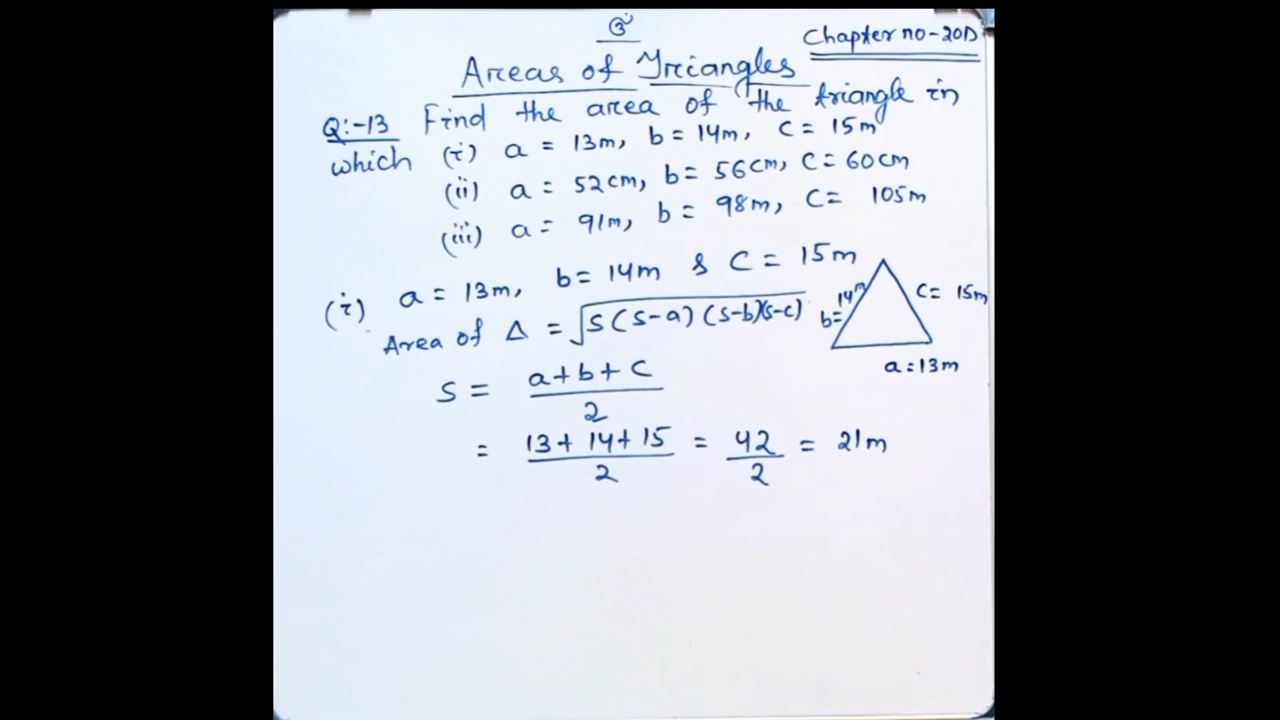 Chapter no-20D
Areas of Triangles
Q:-13 Find the area of the triangle in
which (i) a = 13m, b = 14m, c = 15m
(ii) a = 52cm, b = 56cm, c = 60cm
(iii) a = 91m, b = 98m, c = 105m
(i) a = 13m, b = 14m & c = 15m
Area of Δ = √s(s-a)(s-b)(s-c)
b= 14m
c= 15m
a=13m
s = a+b+c / 2
= 13+14+15 / 2 = 42 / 2 = 21m